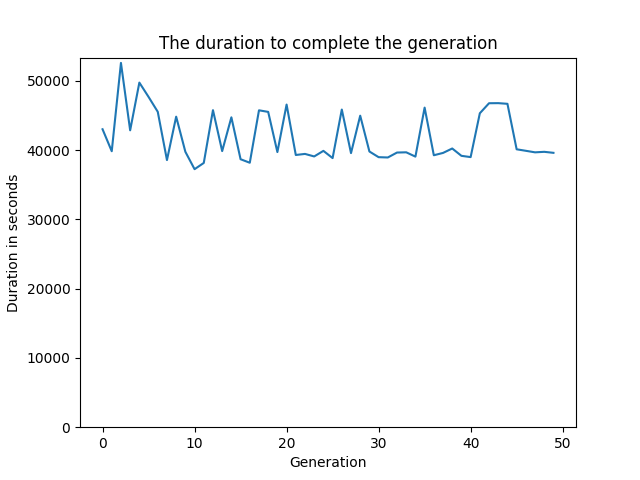 The duration to complete the generation
Duration in seconds
50000
40000
30000
20000
10000
0
0 10 20 30 40 50
Generation